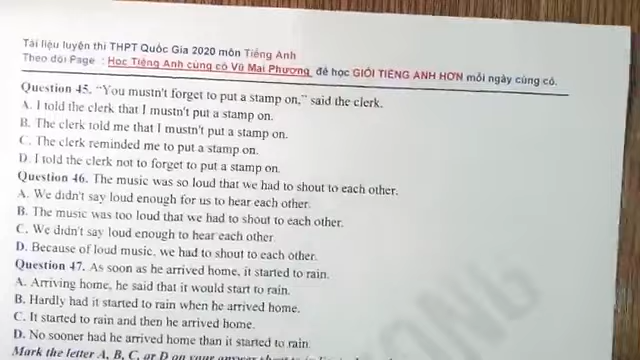 Tài liệu luyện thi THPT Quốc Gia 2020 môn Tiếng Anh
Theo dõi Page : Học Tiếng Anh cùng cô Vũ Mai Phương để học GIỎI TIẾNG ANH HƠN mỗi ngày cùng cô.
Question 45. “You mustn't forget to put a stamp on,” said the clerk.
A. I told the clerk that I mustn't put a stamp on.
B. The clerk told me that I mustn't put a stamp on.
C. The clerk reminded me to put a stamp on.
D. I told the clerk not to forget to put a stamp on.
Question 46. The music was so loud that we had to shout to each other.
A. We didn't say loud enough for us to hear each other.
B. The music was too loud that we had to shout to each other.
C. We didn't say loud enough to hear each other.
D. Because of loud music, we had to shout to each other.
Question 47. As soon as he arrived home, it started to rain.
A. Arriving home, he said that it would start to rain.
B. Hardly had it started to rain when he arrived home.
C. It started to rain and then he arrived home.
D. No sooner had he arrived home than it started to rain.
Mark the letter A, B, C, or D on your answer